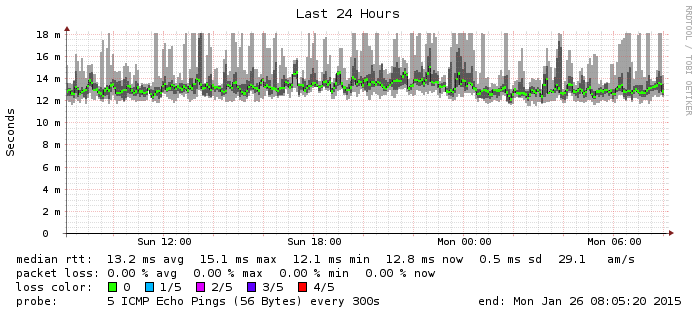 Last 24 Hours
RRDTOOL / TOBI OETIKER
Seconds
18 m
16 m
14 m
12 m
10 m
8 m
6 m
4 m
2 m
0
Sun 12:00 Sun 18:00 Mon 00:00 Mon 06:00
median rtt: 13.2 ms avg 15.1 ms max 12.1 ms min 12.8 ms now 0.5 ms sd 29.1 am/s
packet loss: 0.00 % avg 0.00 % max 0.00 % min 0.00 % now
loss color: 0 1/5 2/5 3/5 4/5
probe: 5 ICMP Echo Pings (56 Bytes) every 300s end: Mon Jan 26 08:05:20 2015